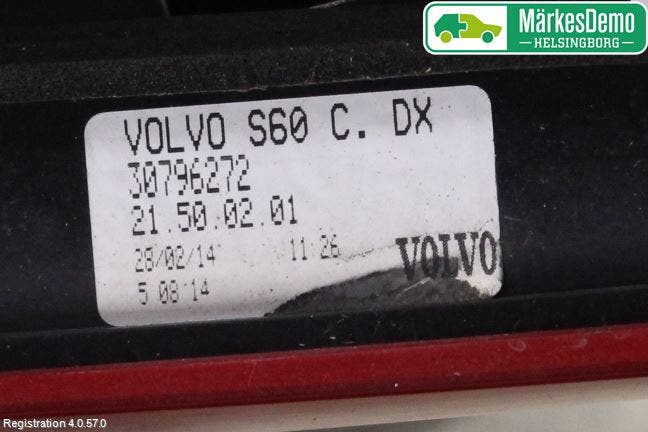 MärkesDemo
HELSINGBORG
VOLVO S60 C. DX
30796272
21.50.02.01
28/02/14 11:26
5 08 14
VOLVO
Registration 4.0.57.0